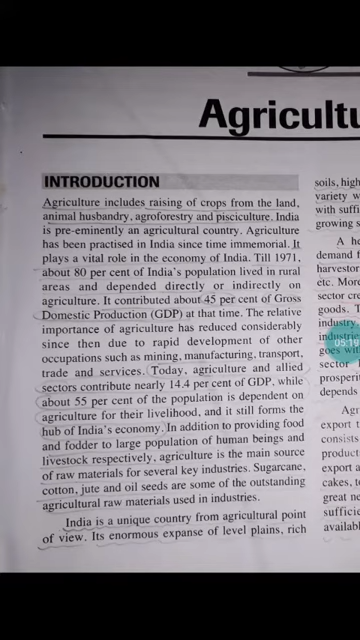 Agricultu
INTRODUCTION
Agriculture includes raising of crops from the land,
animal husbandry, agroforestry and pisciculture. India
is pre-eminently an agricultural country. Agriculture
has been practised in India since time immemorial. It
plays a vital role in the economy of India. Till 1971,
about 80 per cent of India's population lived in rural
areas and depended directly or indirectly on
agriculture. It contributed about 45 per cent of Gross
Domestic Production (GDP) at that time. The relative
importance of agriculture has reduced considerably
since then due to rapid development of other
occupations such as mining, manufacturing, transport,
trade and services. Today, agriculture and allied
sectors contribute nearly 14.4 per cent of GDP, while
about 55 per cent of the population is dependent on
agriculture for their livelihood, and it still forms the
hub of India's economy. In addition to providing food
and fodder to large population of human beings and
livestock respectively, agriculture is the main source
of raw materials for several key industries. Sugarcane,
cotton, jute and oil seeds are some of the outstanding
agricultural raw materials used in industries.
India is a unique country from agricultural point
of view. Its enormous expanse of level plains, rich
soils, high
variety w
with suffi
growing s
A ho
demand f
harvestor
etc. More
sector cre
goods. T
industry,
industries
05:19
goes with
sector
prosperit
depends
Agr
export t
consists
product
export a
cakes, to
great ne
sufficie
availabl